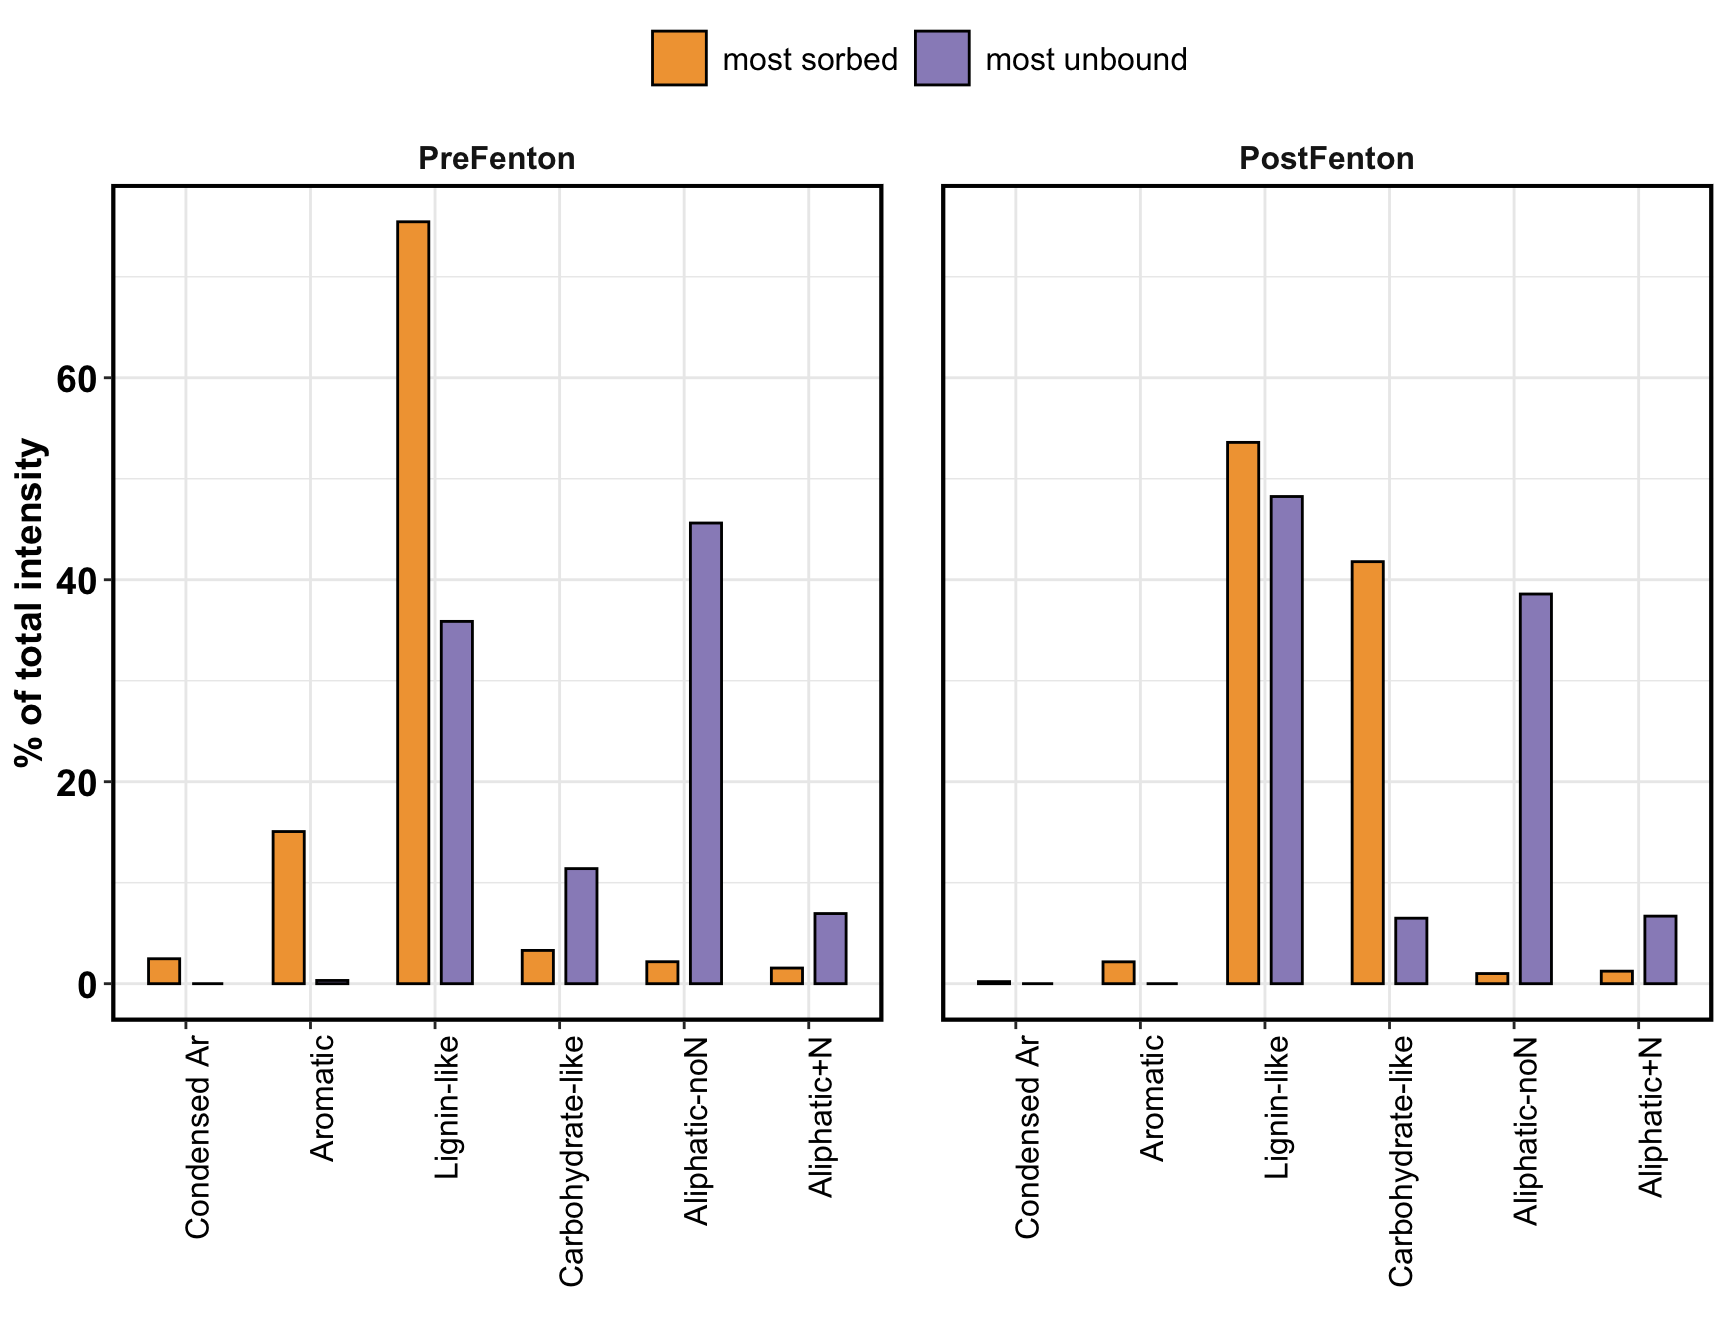 most sorbed most unbound
PreFenton PostFenton
% of total intensity
60
40
20
0
Condensed Ar
Aromatic
Lignin-like
Carbohydrate-like
Aliphatic-noN
Aliphatic+N
Condensed Ar
Aromatic
Lignin-like
Carbohydrate-like
Aliphatic-noN
Aliphatic+N